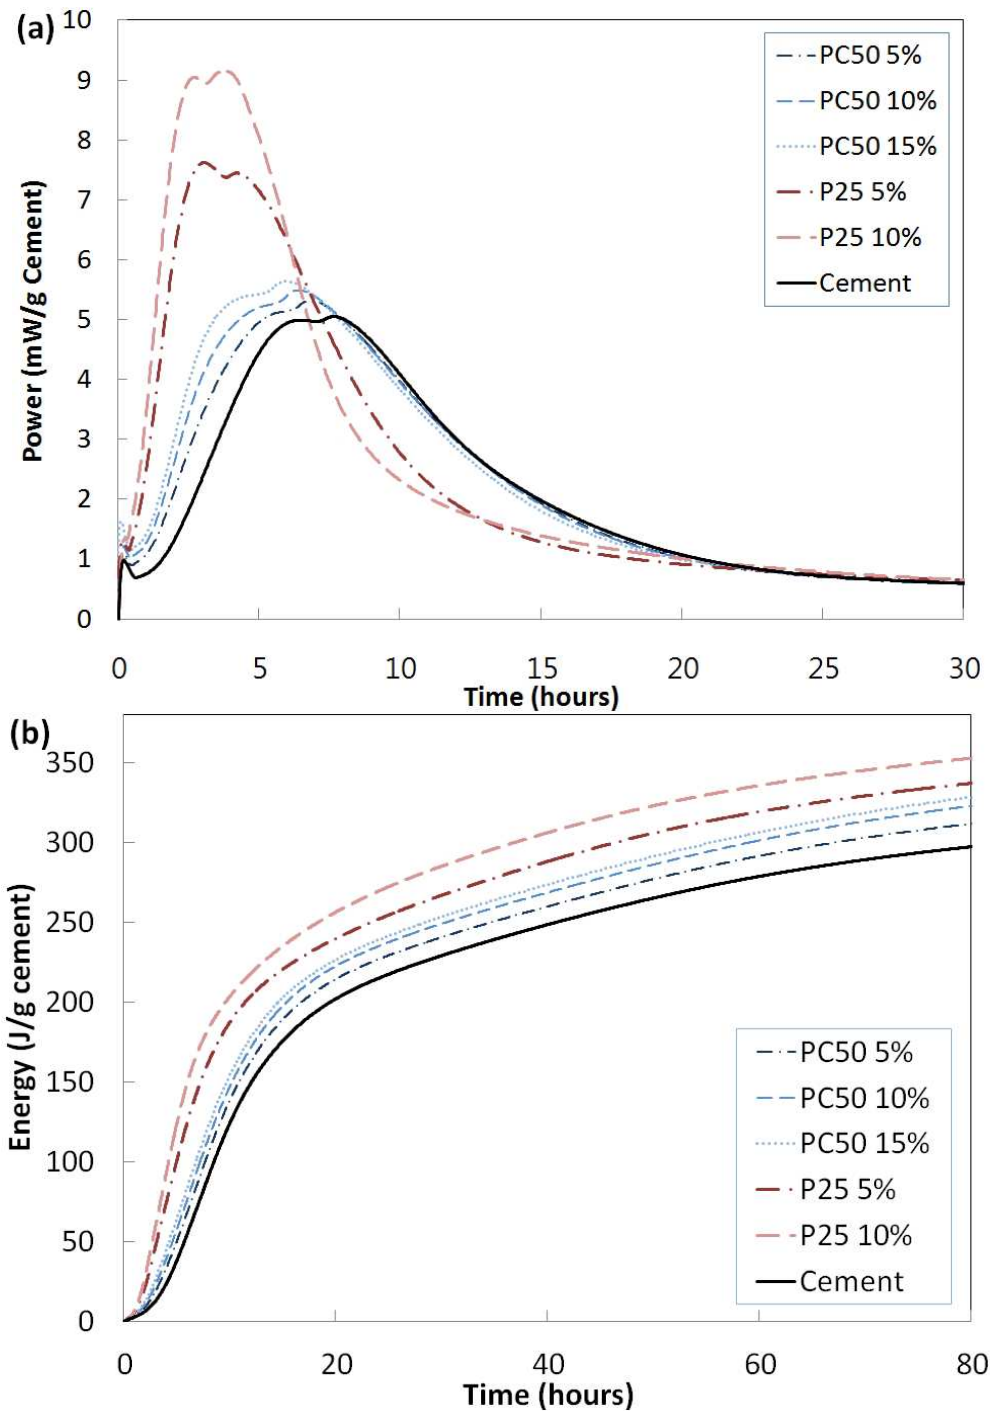 (a)
Power (mW/g Cement)
10
9
8
7
6
5
4
3
2
1
0
PC50 5%
PC50 10%
PC50 15%
P25 5%
P25 10%
Cement
0 5 10 15 20 25 30
Time (hours)
(b)
Energy (J/g cement)
350
300
250
200
150
100
50
0
PC50 5%
PC50 10%
PC50 15%
P25 5%
P25 10%
Cement
0 20 40 60 80
Time (hours)